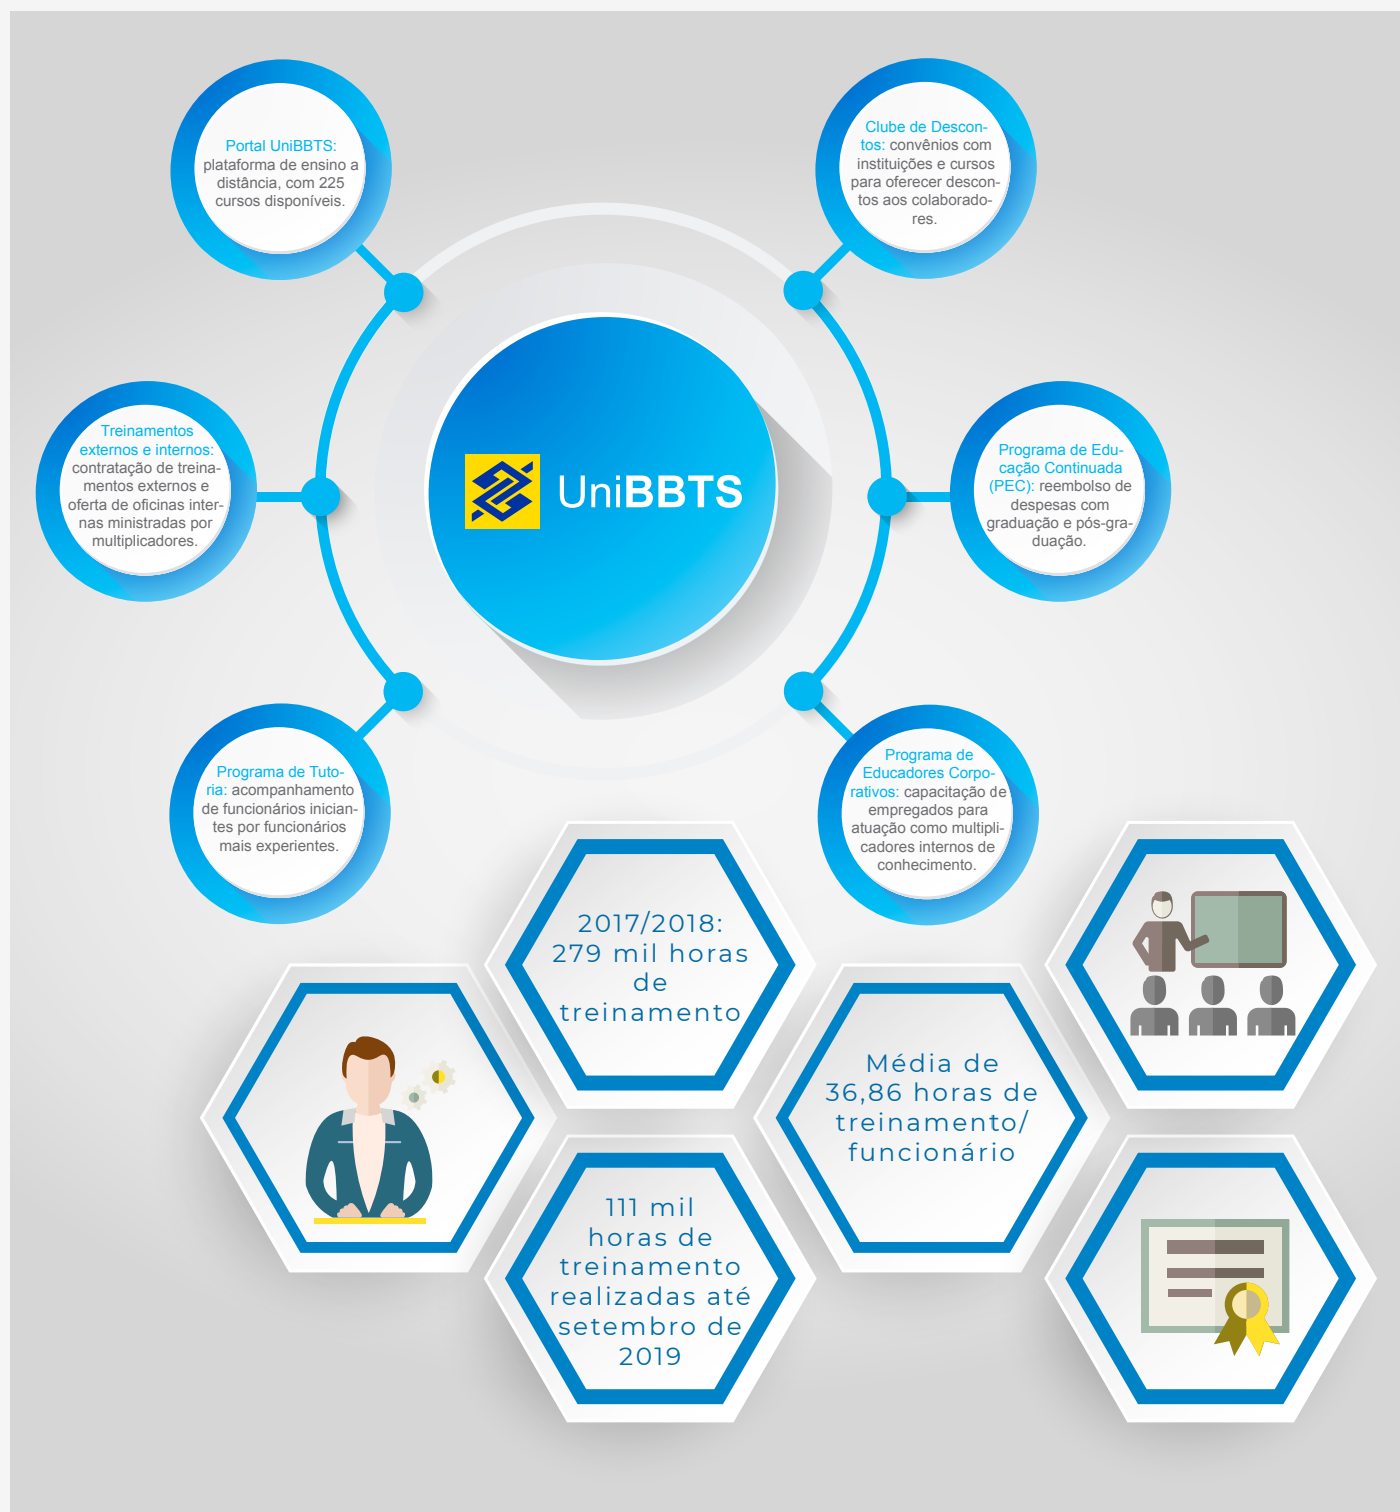 Portal UniBBTS:
plataforma de ensino a
distância, com 225
cursos disponíveis.
Clube de Descon-
tos: convênios com
instituições e cursos
para oferecer descon-
tos aos colaborado-
res.
Treinamentos
externos e internos:
contratação de treina-
mentos externos e
oferta de oficinas inter-
nas ministradas por
multiplicadores.
UniBBTS
Programa de Edu-
cação Continuada
(PEC): reembolso de
despesas com
graduação e pós-gra-
duação.
Programa de Tuto-
ria: acompanhamento
de funcionários inician-
tes por funcionários
mais experientes.
Programa de
Educadores Corpo-
rativos: capacitação de
empregados para
atuação como multipli-
cadores internos de
conhecimento.
2017/2018:
279 mil horas
de
treinamento
Média de
36,86 horas de
treinamento/
funcionário
111 mil
horas de
treinamento
realizadas até
setembro de
2019